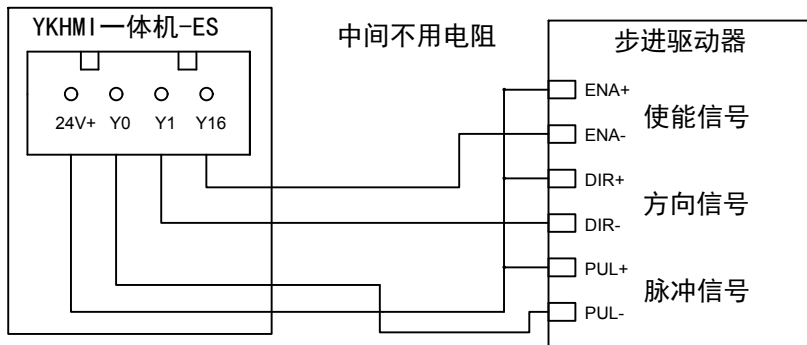 YKHMI一体机-ES
24V+ Y0 Y1 Y16
中间不用电阻
步进驱动器
ENA+
使能信号
ENA-
DIR+
方向信号
DIR-
PUL+
脉冲信号
PUL-